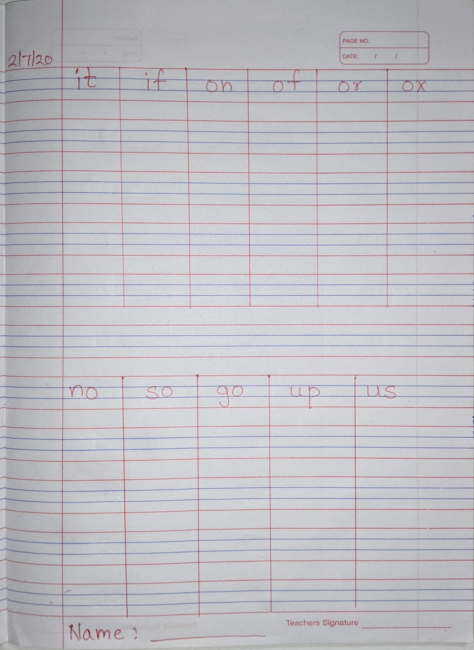 PAGE NO.
DATE: / /
2/7/20
it if on of or ox
no so go up us
Teachers Signature
Name :